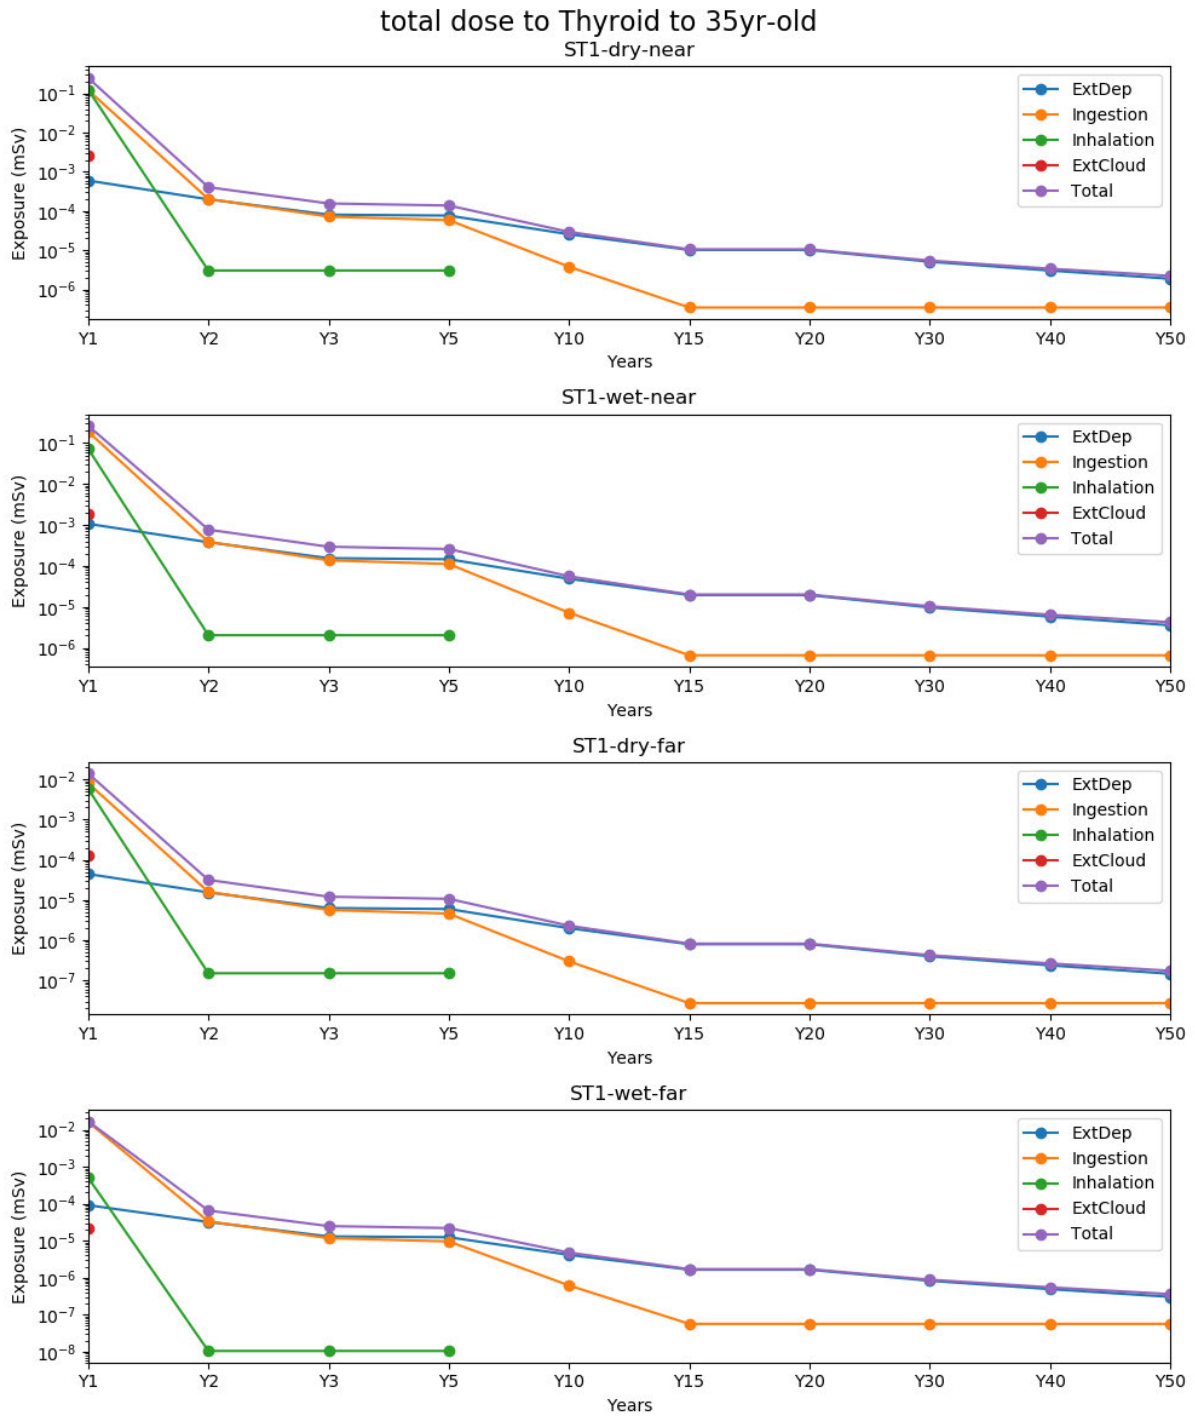 total dose to Thyroid to 35yr-old
ST1-dry-near
Exposure (mSv)
10⁻¹
10⁻²
10⁻³
10⁻⁴
10⁻⁵
10⁻⁶
ExtDep
Ingestion
Inhalation
ExtCloud
Total
Y1 Y2 Y3 Y5 Y10 Y15 Y20 Y30 Y40 Y50
Years
ST1-wet-near
Exposure (mSv)
10⁻¹
10⁻²
10⁻³
10⁻⁴
10⁻⁵
10⁻⁶
ExtDep
Ingestion
Inhalation
ExtCloud
Total
Y1 Y2 Y3 Y5 Y10 Y15 Y20 Y30 Y40 Y50
Years
ST1-dry-far
Exposure (mSv)
10⁻²
10⁻³
10⁻⁴
10⁻⁵
10⁻⁶
10⁻⁷
ExtDep
Ingestion
Inhalation
ExtCloud
Total
Y1 Y2 Y3 Y5 Y10 Y15 Y20 Y30 Y40 Y50
Years
ST1-wet-far
Exposure (mSv)
10⁻²
10⁻³
10⁻⁴
10⁻⁵
10⁻⁶
10⁻⁷
10⁻⁸
ExtDep
Ingestion
Inhalation
ExtCloud
Total
Y1 Y2 Y3 Y5 Y10 Y15 Y20 Y30 Y40 Y50
Years